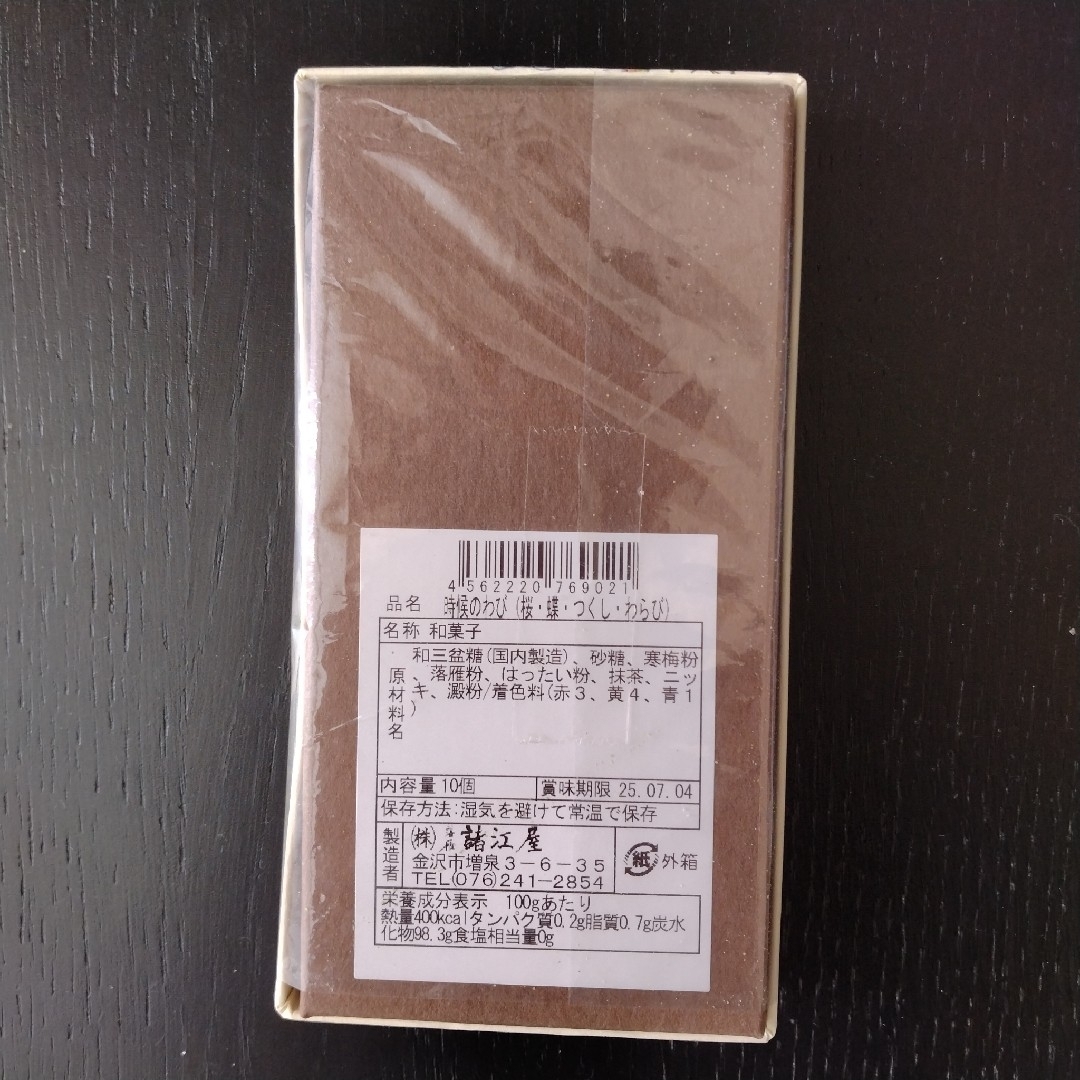 4 562220 769021
品名 時候のわび (桜・蝶・つくし・わらび)
名称 和菓子
原材料名
和三盆糖(国内製造)、砂糖、寒梅粉
、落雁粉、はったい粉、抹茶、ニッ
キ、澱粉/着色料(赤3、黄4、青1
)
内容量 10個 賞味期限 25.07.04
保存方法:湿気を避けて常温で保存
製造者
(株) 諸江屋
金沢市増泉3-6-35
TEL(076)241-2854
紙 外箱
栄養成分表示 100gあたり
熱量400kcalタンパク質0.2g脂質0.7g炭水
化物98.3g食塩相当量0g